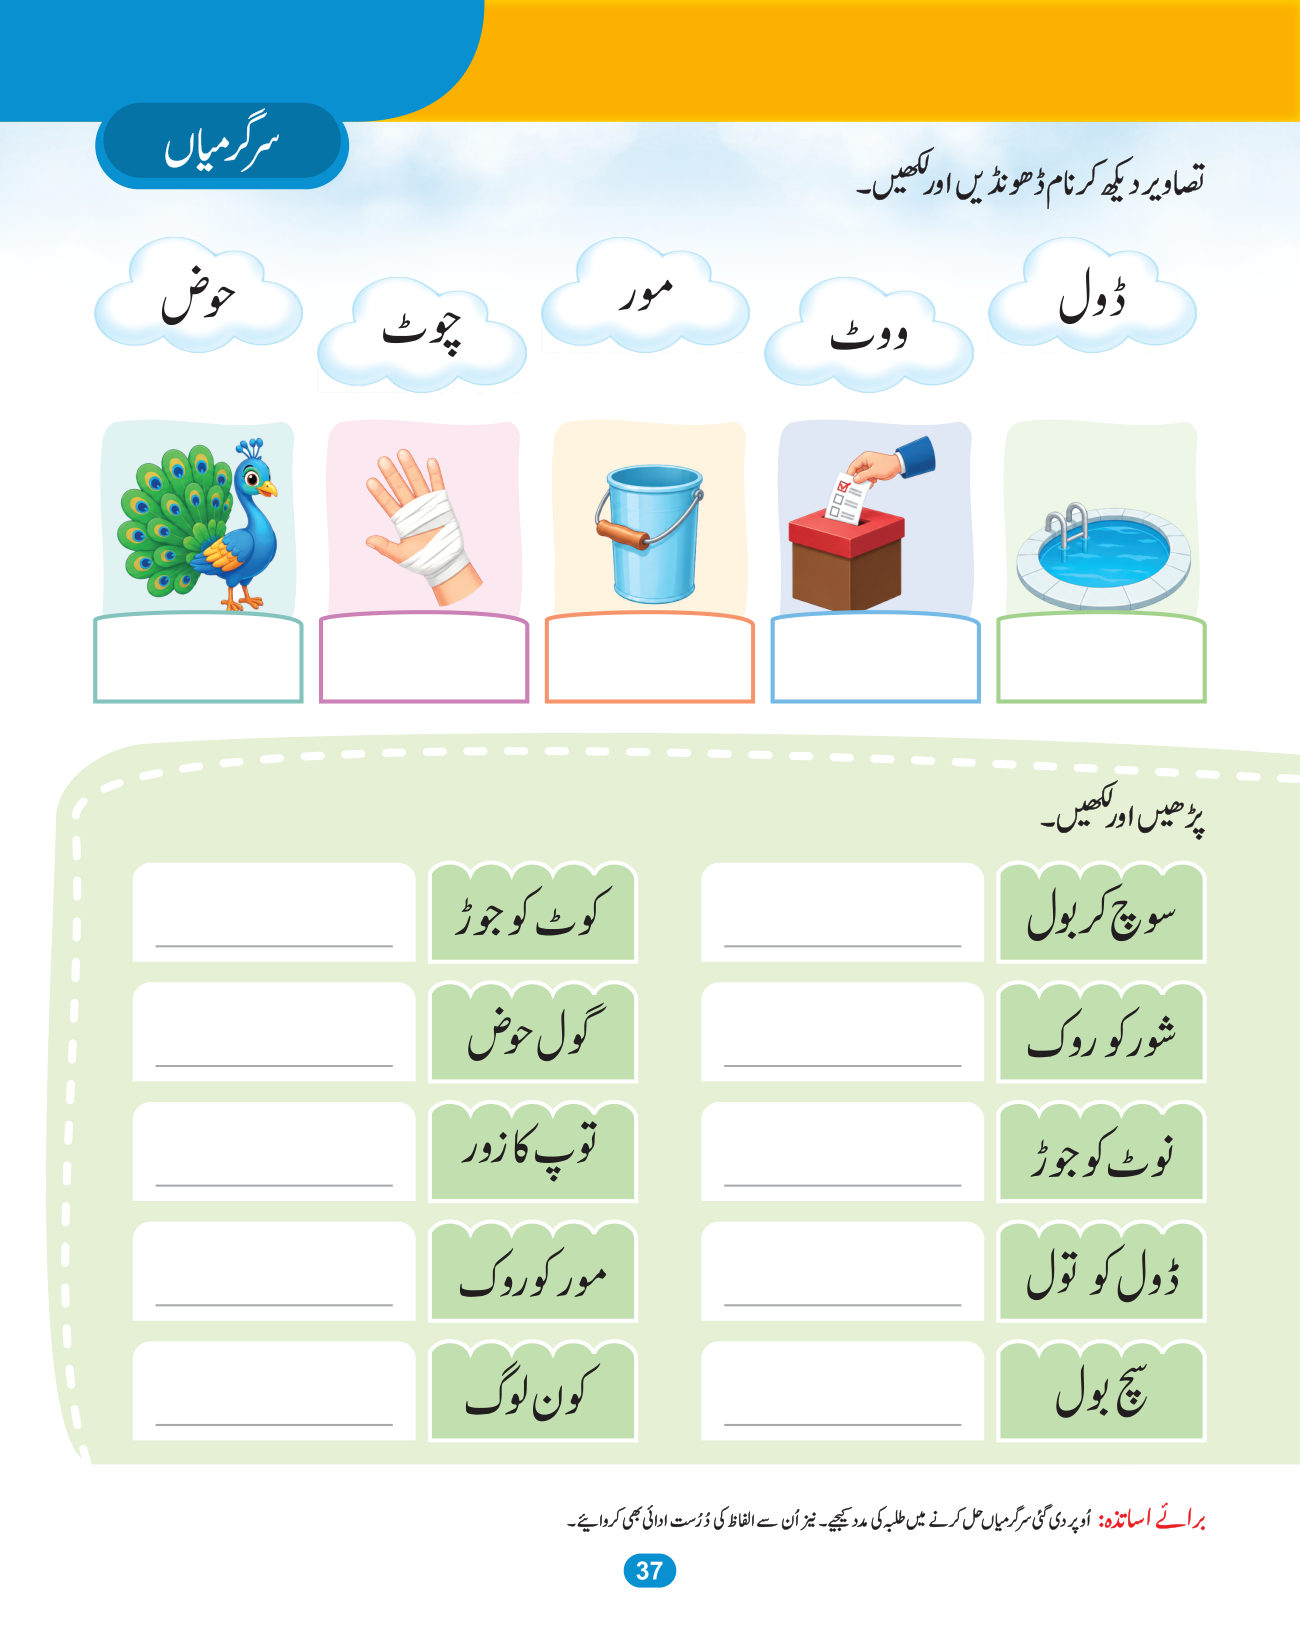 سرگرمیاں
تصاویر دیکھ کر نام ڈھونڈیں اور لکھیں۔
ڈول
ووٹ
مور
چوٹ
حوض
پڑھیں اور لکھیں۔
سوچ کر بول
کوٹ کو جوڑ
شور کو روک
گول حوض
نوٹ کو جوڑ
توپ کا زور
ڈول کو تول
مور کو روک
سچ بول
کون لوگ
برائے اساتذہ: اُوپر دی گئی سرگرمیاں حل کرنے میں طلبہ کی مدد کیجیے۔ نیز اُن سے الفاظ کی دُرُست ادائی بھی کروائیے۔
37